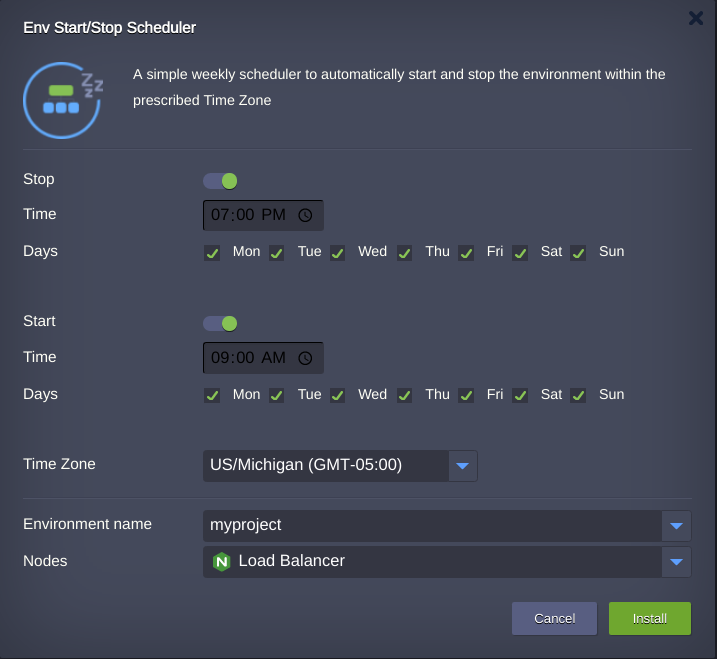 Env Start/Stop Scheduler
A simple weekly scheduler to automatically start and stop the environment within the
prescribed Time Zone
Stop
Time 07:00 PM
Days Mon Tue Wed Thu Fri Sat Sun
Start
Time 09:00 AM
Days Mon Tue Wed Thu Fri Sat Sun
Time Zone US/Michigan (GMT-05:00)
Environment name myproject
Nodes Load Balancer
Cancel Install